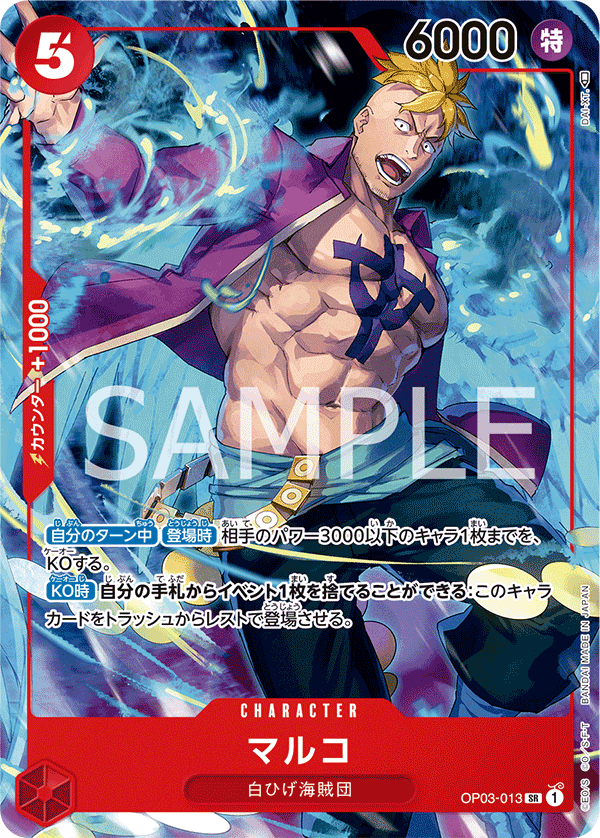 5
6000
特
DAI-XT.
カウンター+1000
SAMPLE
自分のターン中 登場時 相手のパワー3000以下のキャラ1枚までを、
KOする。
KO時 自分の手札からイベント1枚を捨てることができる:このキャラ
カードをトラッシュからレストで登場させる。
CHARACTER
マルコ
白ひげ海賊団
OP03-013 SR 1
©EO/S ©O/S･F･T BANDAI MADE IN JAPAN